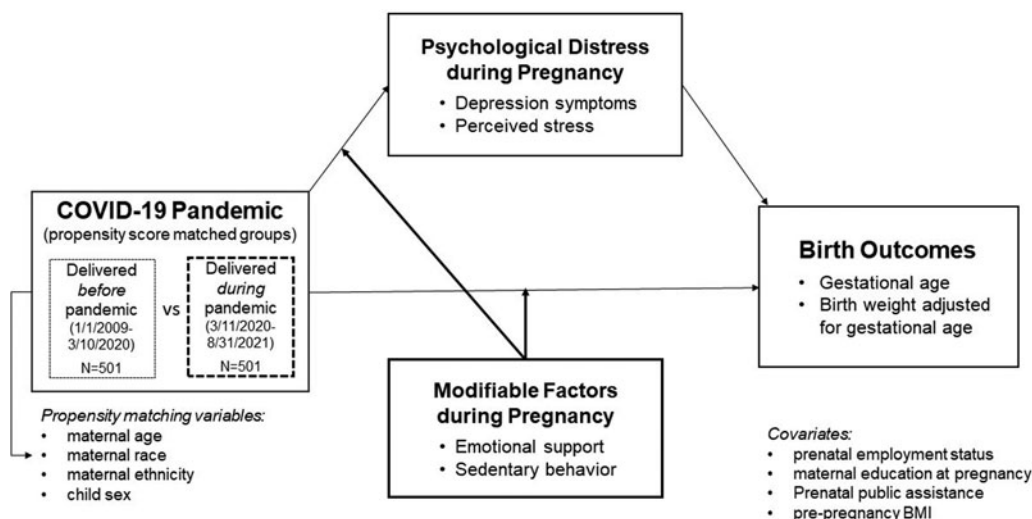 Psychological Distress
during Pregnancy
• Depression symptoms
• Perceived stress
COVID-19 Pandemic
(propensity score matched groups)
Delivered
before
pandemic
(1/1/2009-
3/10/2020)
N=501
vs
Delivered
during
pandemic
(3/11/2020-
8/31/2021)
N=501
Birth Outcomes
• Gestational age
• Birth weight adjusted
for gestational age
Modifiable Factors
during Pregnancy
• Emotional support
• Sedentary behavior
Propensity matching variables:
• maternal age
• maternal race
• maternal ethnicity
• child sex
Covariates:
• prenatal employment status
• maternal education at pregnancy
• Prenatal public assistance
• pre-pregnancy BMI